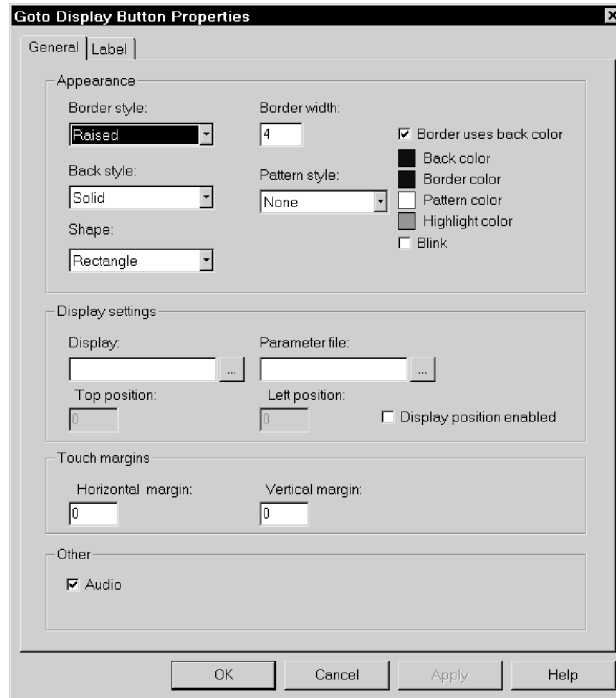 Goto Display Button Properties
General Label
Appearance
Border style: Border width:
Raised 4 Border uses back color
Back color
Back style: Pattern style: Border color
Solid None Pattern color
Highlight color
Shape: Blink
Rectangle
Display settings
Display: Parameter file:
... ...
Top position: Left position:
0 0 Display position enabled
Touch margins
Horizontal margin: Vertical margin:
0 0
Other
Audio
OK Cancel Apply Help